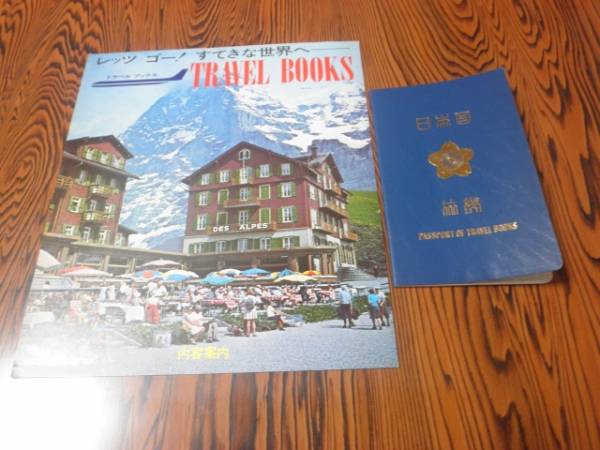 レッツ ゴー! すてきな世界へ
トラベル ブックス
TRAVEL BOOKS
DES ALPES
内容案内
日本国
旅券
PASSPORT OF TRAVEL BOOKS